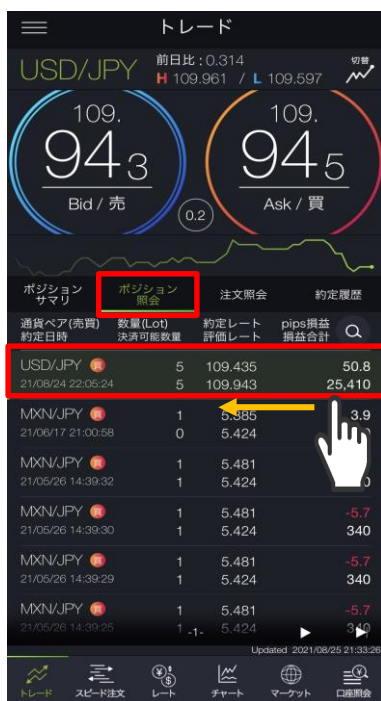 トレード
USD/JPY 前日比:0.314 切替
H 109.961 / L 109.597
109. 109.
943 945
Bid / 売 Ask / 買
0.2
ポジション ポジション 注文照会 約定履歴
サマリ 照会
通貨ペア(売買) 数量(Lot) 約定レート pips損益
約定日時 決済可能数量 評価レート 損益合計
USD/JPY 買 5 109.435 50.8
21/08/24 22:05:24 5 109.943 25,410
MXN/JPY 買 1 5.385 3.9
21/06/17 21:00:58 0 5.424
MXN/JPY 買 1 5.481
21/05/26 14:39:32 1 5.424
MXN/JPY 買 1 5.481 -5.7
21/05/26 14:39:30 1 5.424 340
MXN/JPY 買 1 5.481 -5.7
21/05/26 14:39:29 1 5.424 340
MXN/JPY 買 1 5.481 -5.7
21/05/26 14:39:25 1 5.424 340
-1-
Updated 2021/08/25 21:33:26
トレード スピード注文 レート チャート マーケット 口座照会